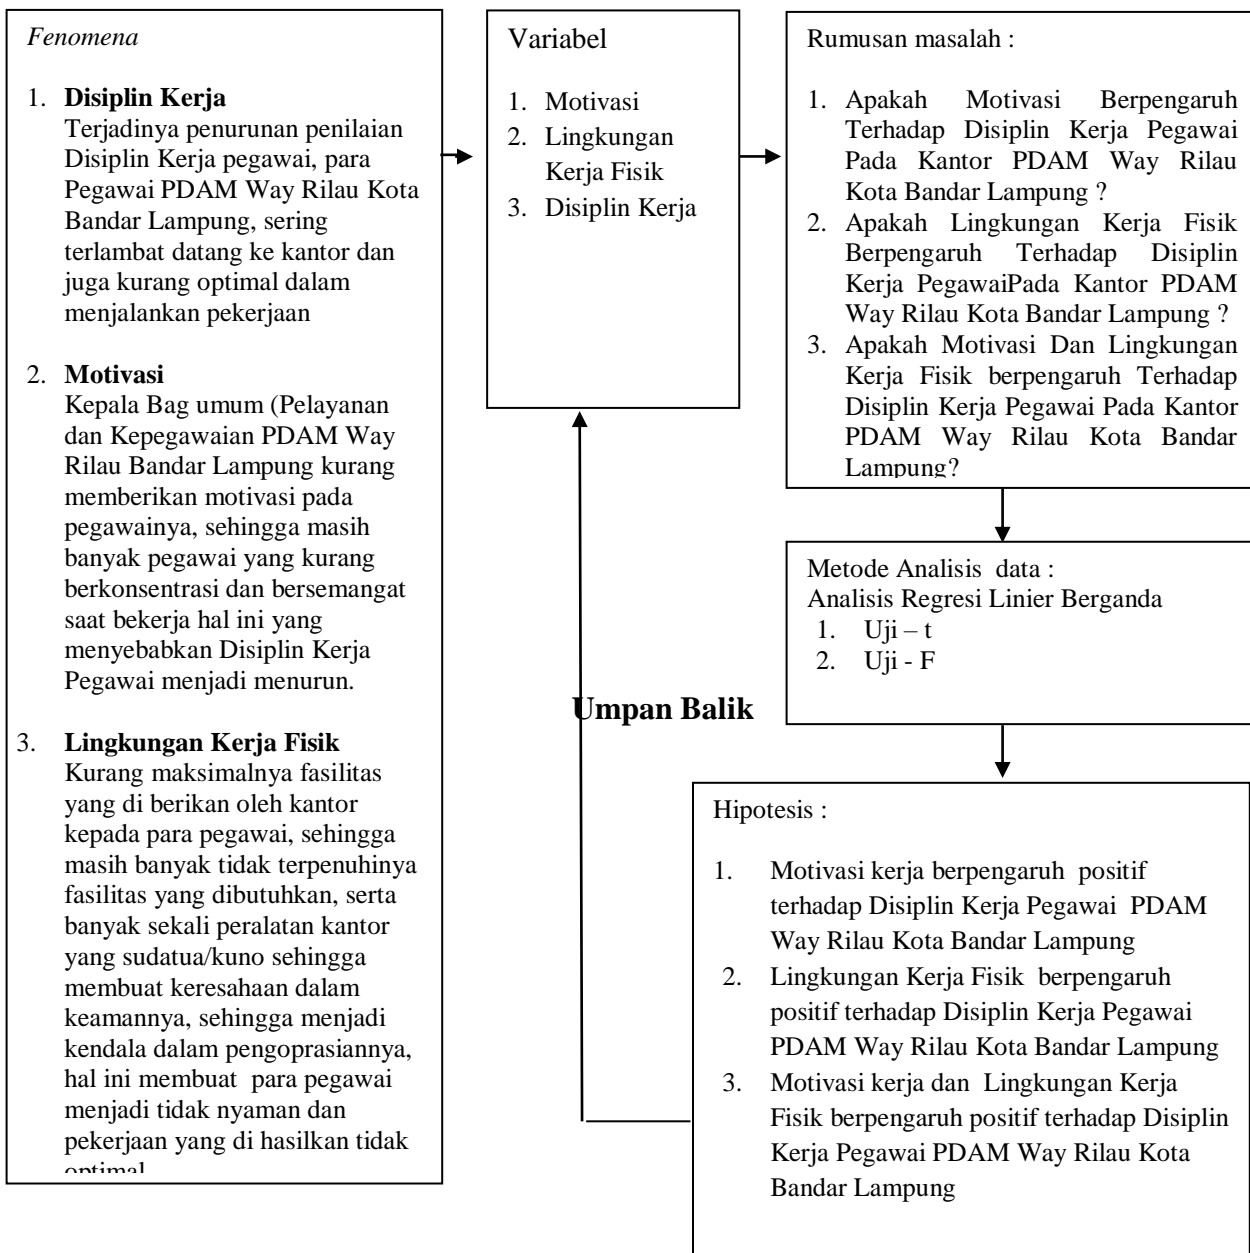 Fenomena
1. Disiplin Kerja
Terjadinya penurunan penilaian
Disiplin Kerja pegawai, para
Pegawai PDAM Way Rilau Kota
Bandar Lampung, sering
terlambat datang ke kantor dan
juga kurang optimal dalam
menjalankan pekerjaan
2. Motivasi
Kepala Bag umum (Pelayanan
dan Kepegawaian PDAM Way
Rilau Bandar Lampung kurang
memberikan motivasi pada
pegawainya, sehingga masih
banyak pegawai yang kurang
berkonsentrasi dan bersemangat
saat bekerja hal ini yang
menyebabkan Disiplin Kerja
Pegawai menjadi menurun.
3. Lingkungan Kerja Fisik
Kurang maksimalnya fasilitas
yang di berikan oleh kantor
kepada para pegawai, sehingga
masih banyak tidak terpenuhinya
fasilitas yang dibutuhkan, serta
banyak sekali peralatan kantor
yang sudatua/kuno sehingga
membuat keresahaan dalam
keamannya, sehingga menjadi
kendala dalam pengoprasiannya,
hal ini membuat para pegawai
menjadi tidak nyaman dan
pekerjaan yang di hasilkan tidak
optimal
Variabel
1. Motivasi
2. Lingkungan
Kerja Fisik
3. Disiplin Kerja
Rumusan masalah :
1. Apakah Motivasi Berpengaruh
Terhadap Disiplin Kerja Pegawai
Pada Kantor PDAM Way Rilau
Kota Bandar Lampung ?
2. Apakah Lingkungan Kerja Fisik
Berpengaruh Terhadap Disiplin
Kerja PegawaiPada Kantor PDAM
Way Rilau Kota Bandar Lampung ?
3. Apakah Motivasi Dan Lingkungan
Kerja Fisik berpengaruh Terhadap
Disiplin Kerja Pegawai Pada Kantor
PDAM Way Rilau Kota Bandar
Lampung?
Metode Analisis data :
Analisis Regresi Linier Berganda
1. Uji – t
2. Uji - F
Umpan Balik
Hipotesis :
1. Motivasi kerja berpengaruh positif
terhadap Disiplin Kerja Pegawai PDAM
Way Rilau Kota Bandar Lampung
2. Lingkungan Kerja Fisik berpengaruh
positif terhadap Disiplin Kerja Pegawai
PDAM Way Rilau Kota Bandar Lampung
3. Motivasi kerja dan Lingkungan Kerja
Fisik berpengaruh positif terhadap Disiplin
Kerja Pegawai PDAM Way Rilau Kota
Bandar Lampung